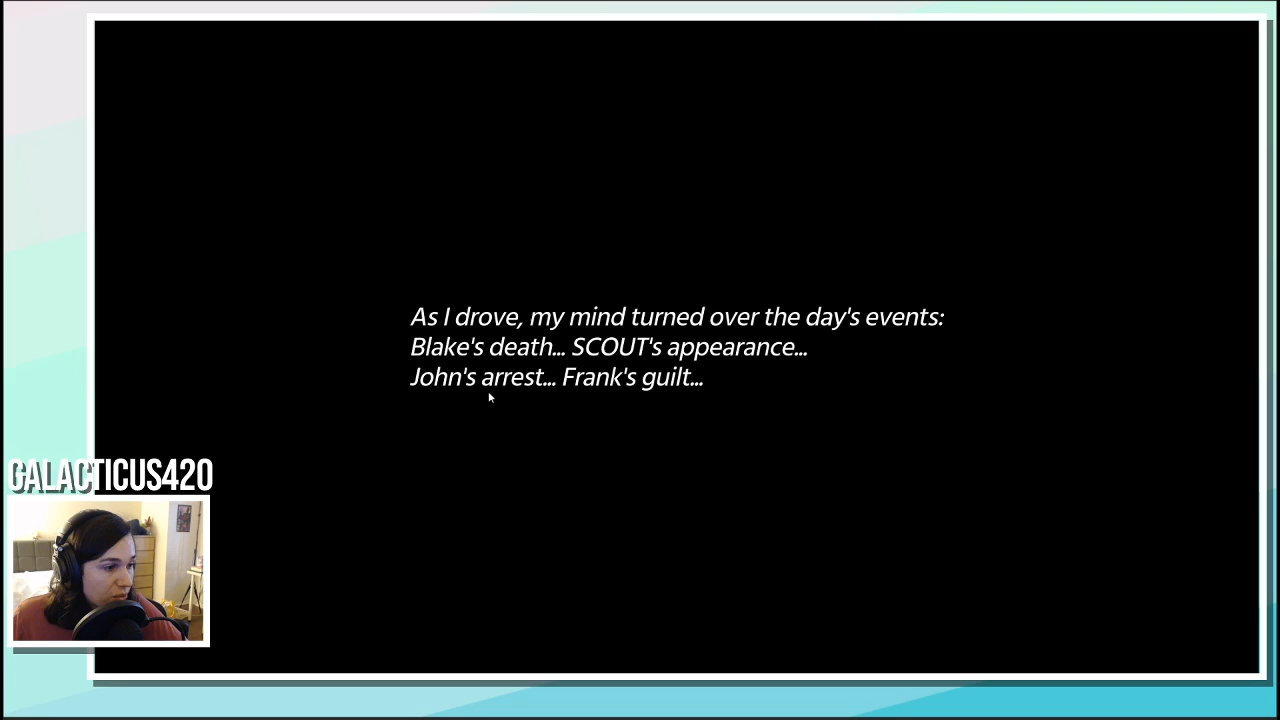 As I drove, my mind turned over the day's events:
Blake's death... SCOUT's appearance...
John's arrest... Frank's guilt...
GALACTICUS420